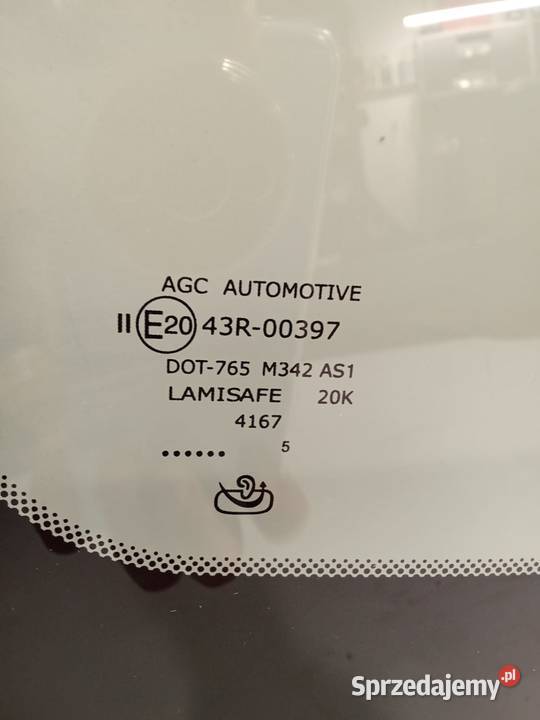 AGC AUTOMOTIVE
II E20 43R-00397
DOT-765 M342 AS1
LAMISAFE 20K
4167
...... 5
Sprzedajemy.pl